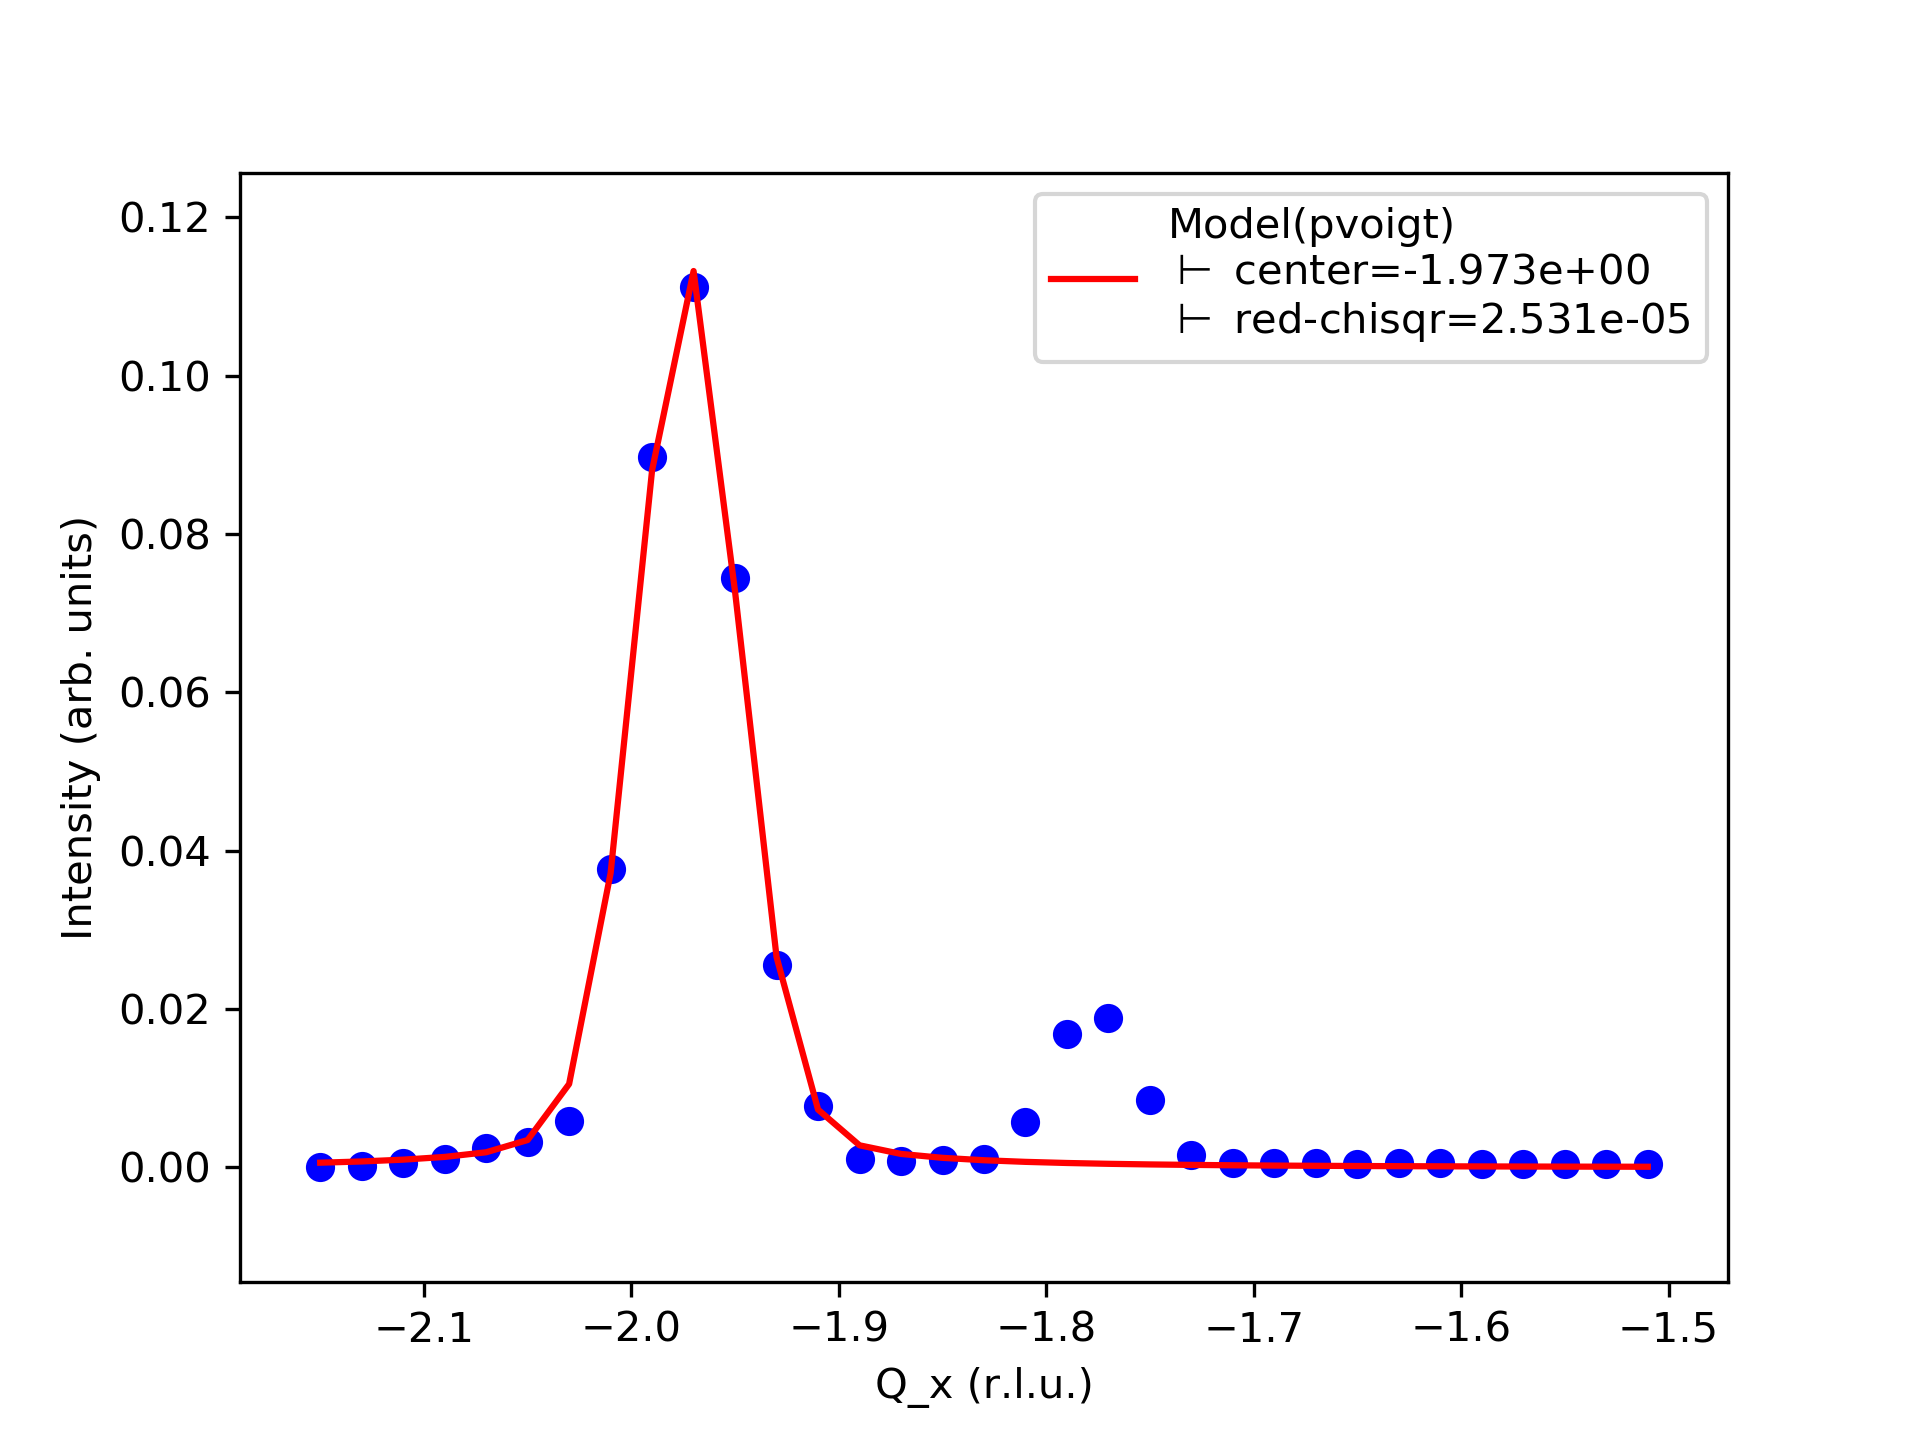 Model(pvoigt)
⊢ center=-1.973e+00
⊢ red-chisqr=2.531e-05
0.12
0.10
0.08
0.06
0.04
0.02
0.00
Intensity (arb. units)
−2.1 −2.0 −1.9 −1.8 −1.7 −1.6 −1.5
Q_x (r.l.u.)